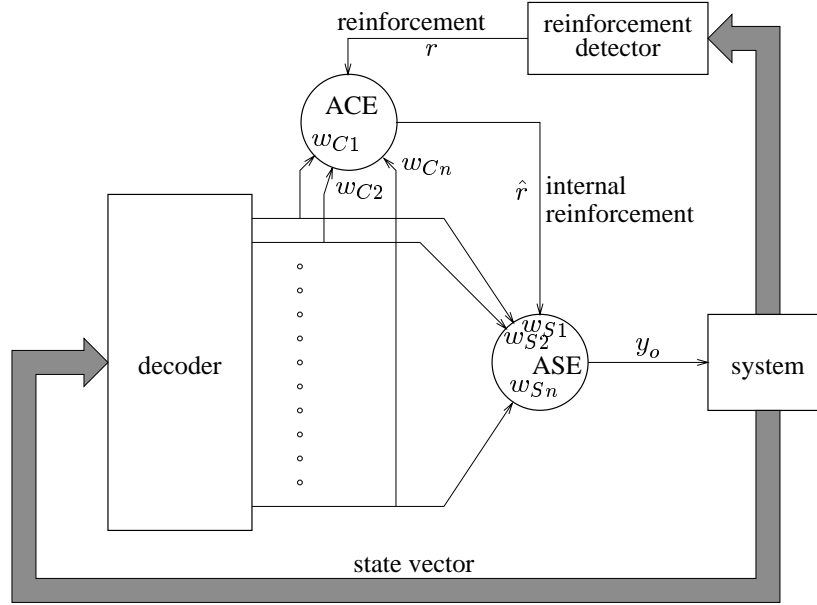 reinforcement
r
reinforcement
detector
ACE
w_{C1}
w_{C2}
w_{Cn}
r̂
internal
reinforcement
w_{S1}
w_{S2}
ASE
w_{Sn}
y_o
decoder
system
state vector